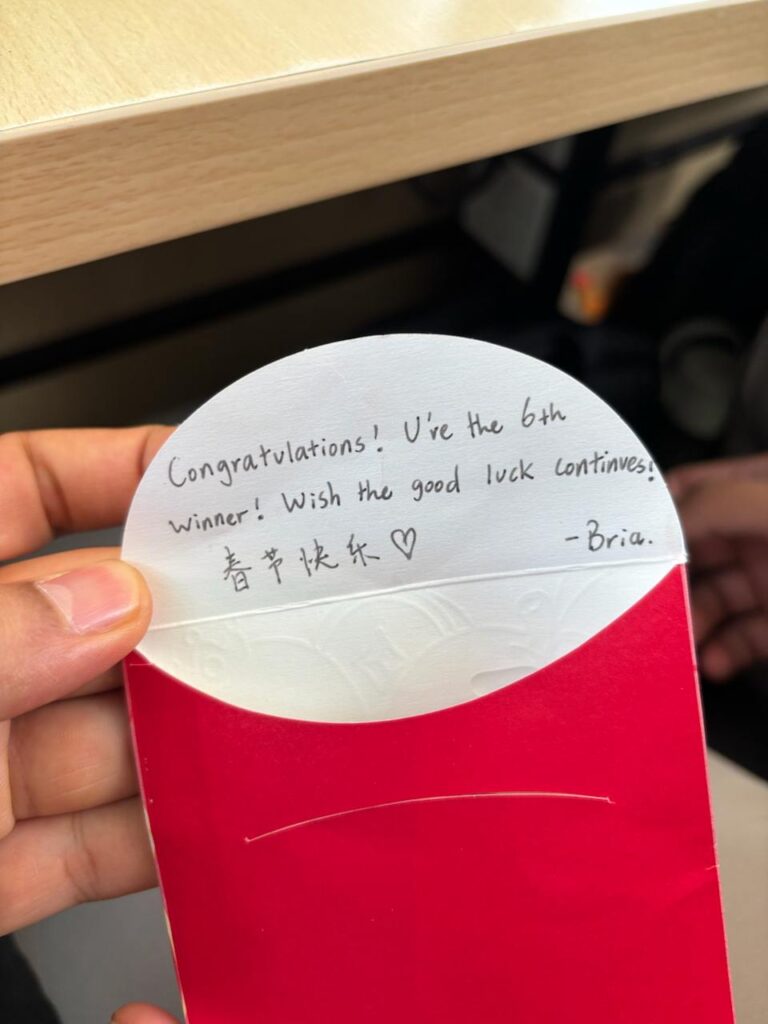 Congratulations! U're the 6th
winner! Wish the good luck continues!
春节快乐♡ -Bria.